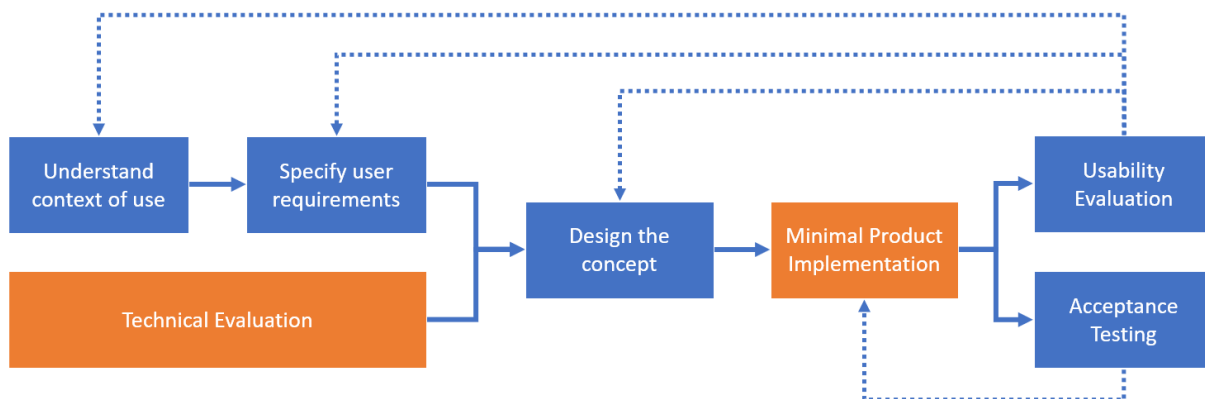 Understand
context of use
Specify user
requirements
Technical Evaluation
Design the
concept
Minimal Product
Implementation
Usability
Evaluation
Acceptance
Testing